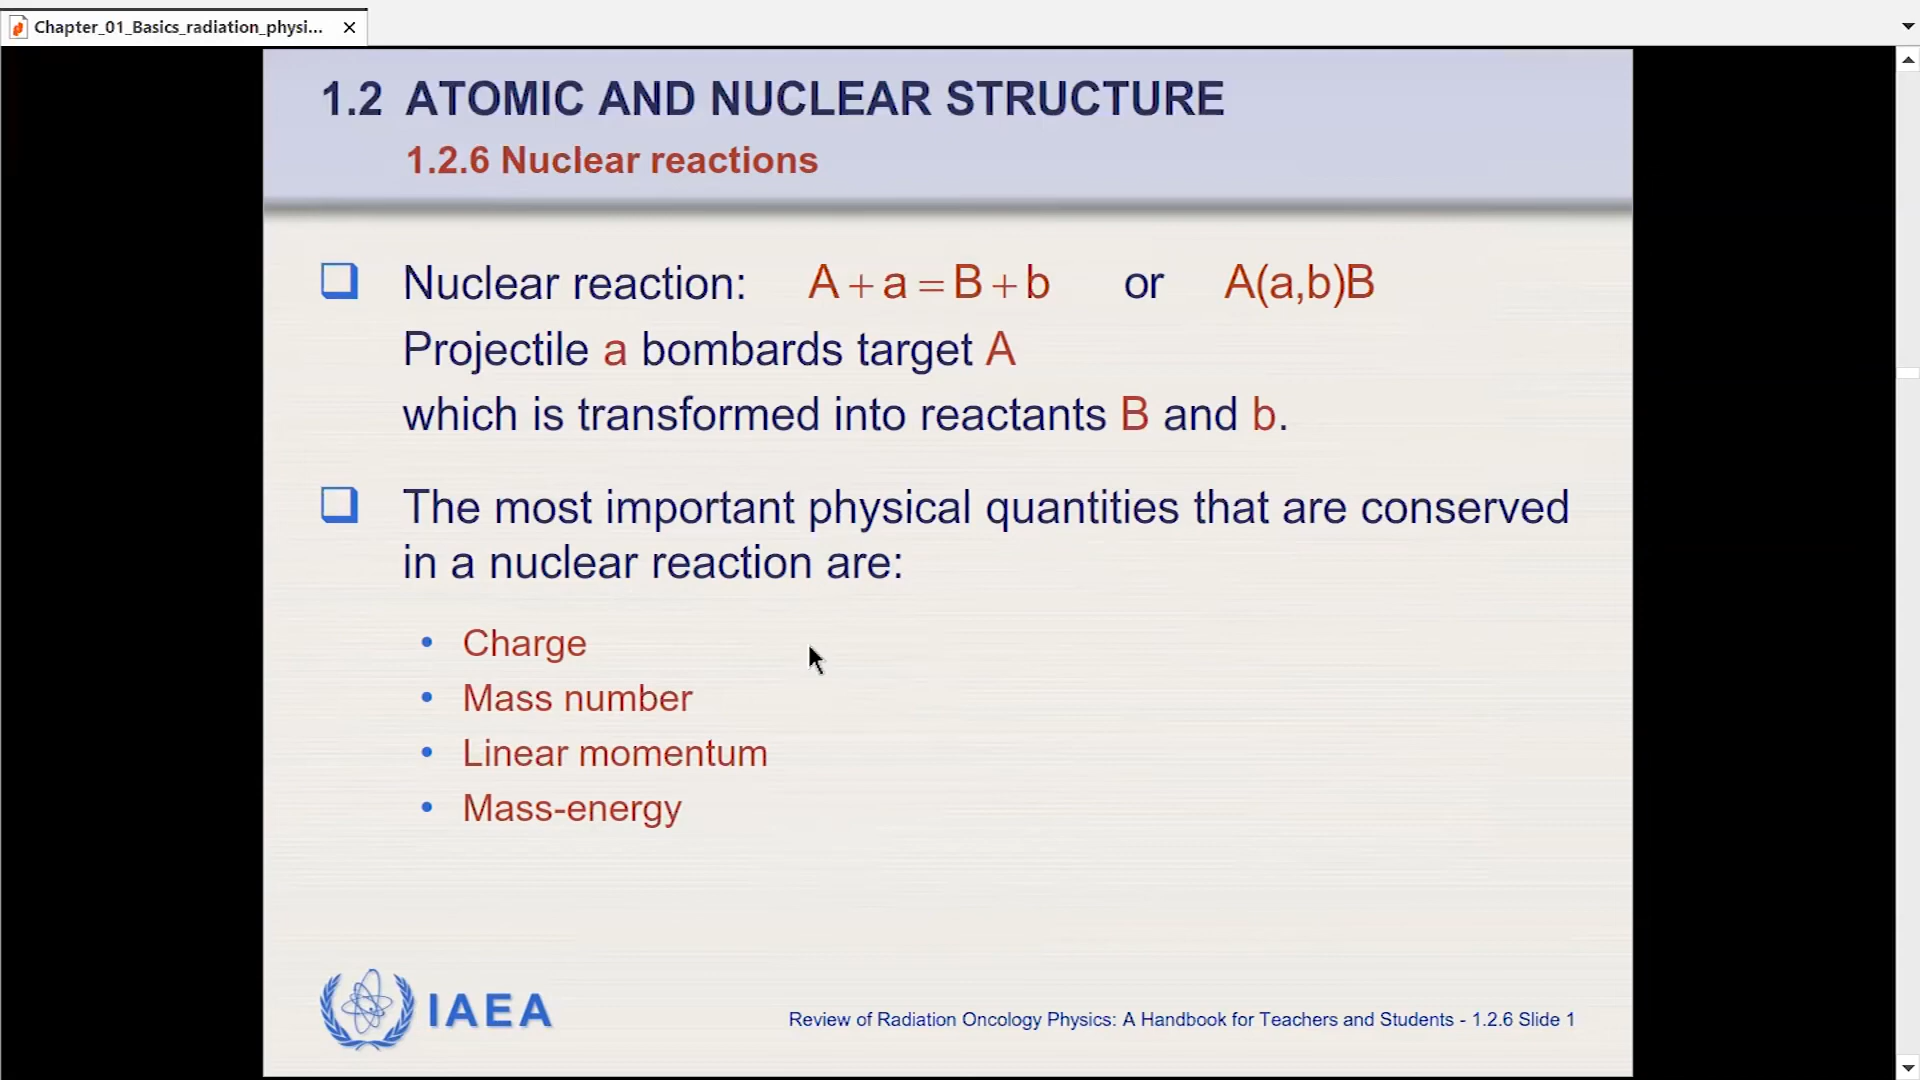 Chapter_01_Basics_radiation_physi...
1.2 ATOMIC AND NUCLEAR STRUCTURE
1.2.6 Nuclear reactions
Nuclear reaction: A + a = B + b or A(a,b)B
Projectile a bombards target A
which is transformed into reactants B and b.
The most important physical quantities that are conserved
in a nuclear reaction are:
• Charge
• Mass number
• Linear momentum
• Mass-energy
IAEA
Review of Radiation Oncology Physics: A Handbook for Teachers and Students - 1.2.6 Slide 1